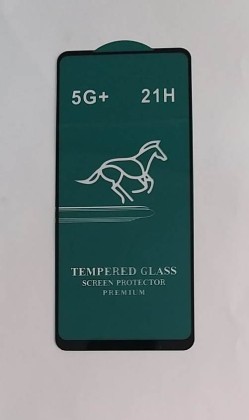 5G+ 21H
TEMPERED GLASS
SCREEN PROTECTOR
PREMIUM